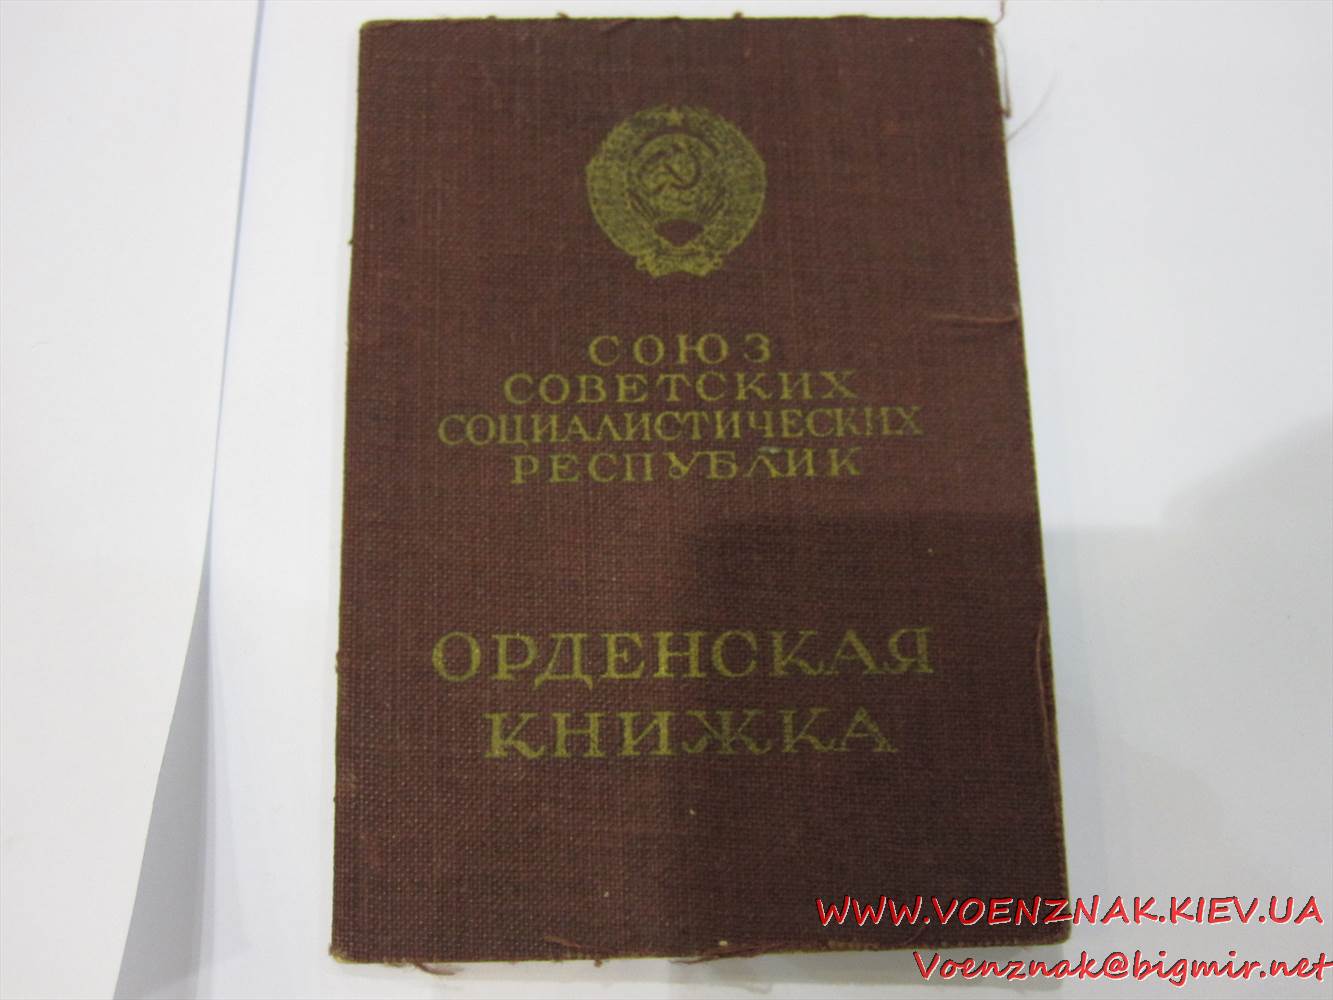 СОЮЗ
СОВЕТСКИХ
СОЦИАЛИСТИЧЕСКИХ
РЕСПУБЛИК
ОРДЕНСКАЯ
КНИЖКА
WWW.VOENZNAK.KIEV.UA
Voenznak@bigmir.net